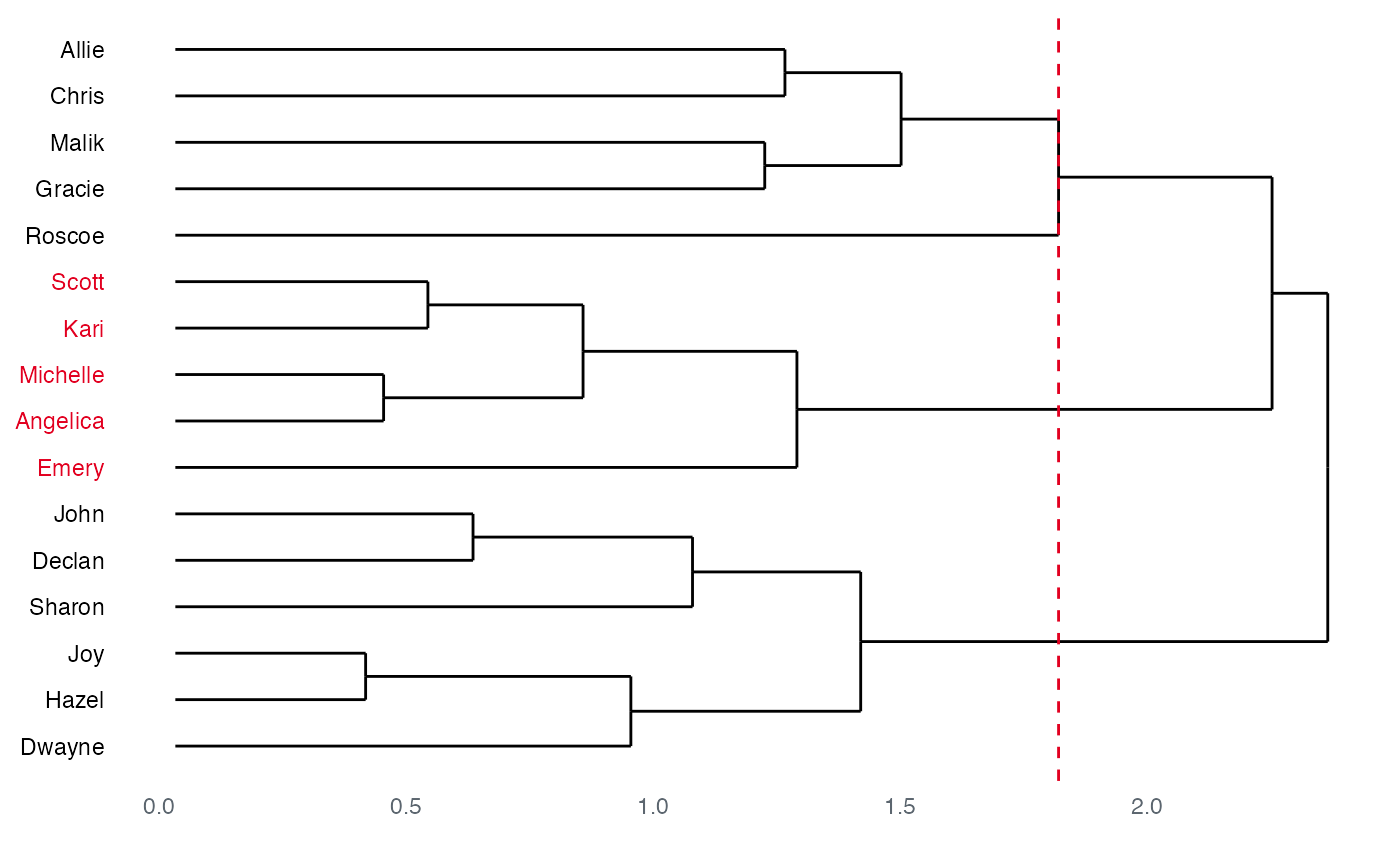 Allie
Chris
Malik
Gracie
Roscoe
Scott
Kari
Michelle
Angelica
Emery
John
Declan
Sharon
Joy
Hazel
Dwayne
0.0 0.5 1.0 1.5 2.0